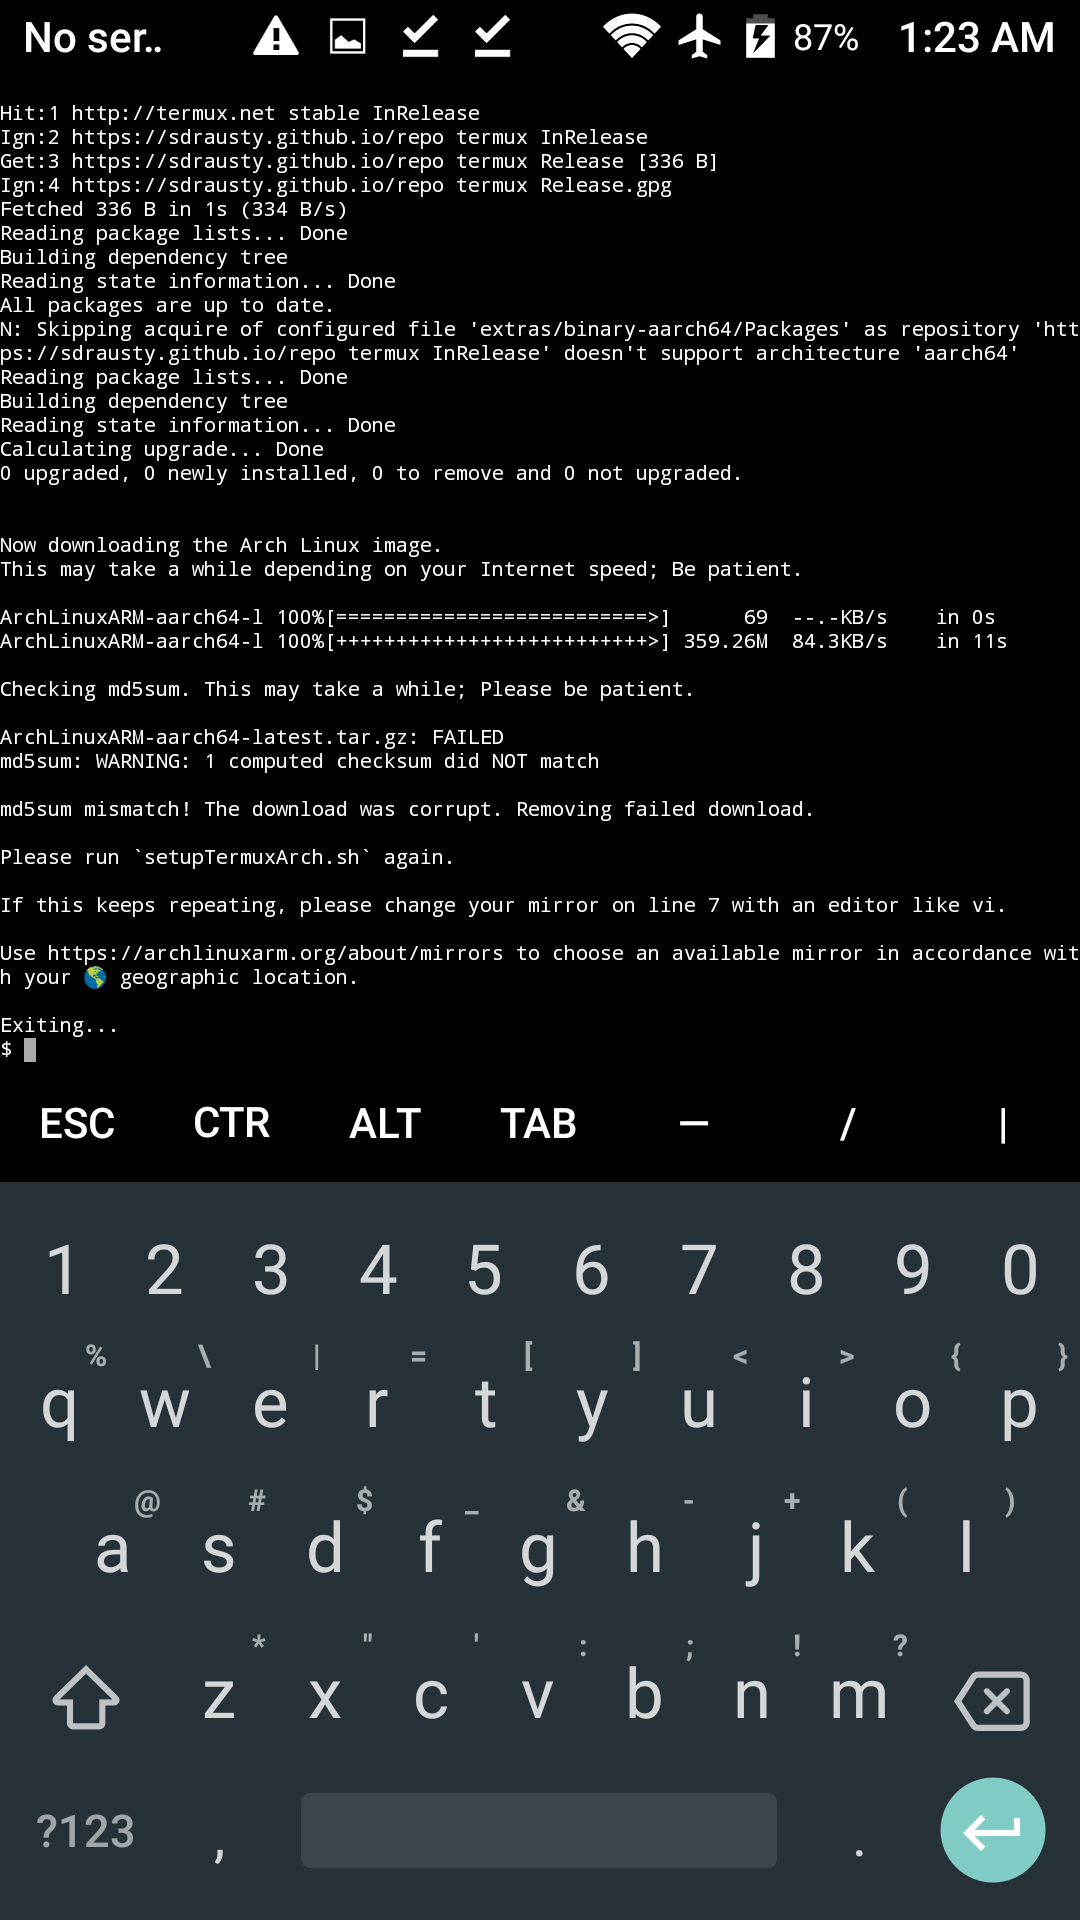 No ser.. 87% 1:23 AM
Hit:1 http://termux.net stable InRelease
Ign:2 https://sdrausty.github.io/repo termux InRelease
Get:3 https://sdrausty.github.io/repo termux Release [336 B]
Ign:4 https://sdrausty.github.io/repo termux Release.gpg
Fetched 336 B in 1s (334 B/s)
Reading package lists... Done
Building dependency tree
Reading state information... Done
All packages are up to date.
N: Skipping acquire of configured file 'extras/binary-aarch64/Packages' as repository 'htt
ps://sdrausty.github.io/repo termux InRelease' doesn't support architecture 'aarch64'
Reading package lists... Done
Building dependency tree
Reading state information... Done
Calculating upgrade... Done
0 upgraded, 0 newly installed, 0 to remove and 0 not upgraded.
Now downloading the Arch Linux image.
This may take a while depending on your Internet speed; Be patient.
ArchLinuxARM-aarch64-l 100%[==========================>] 69 --.-KB/s in 0s
ArchLinuxARM-aarch64-l 100%[++++++++++++++++++++++++++>] 359.26M 84.3KB/s in 11s
Checking md5sum. This may take a while; Please be patient.
ArchLinuxARM-aarch64-latest.tar.gz: FAILED
md5sum: WARNING: 1 computed checksum did NOT match
md5sum mismatch! The download was corrupt. Removing failed download.
Please run `setupTermuxArch.sh` again.
If this keeps repeating, please change your mirror on line 7 with an editor like vi.
Use https://archlinuxarm.org/about/mirrors to choose an available mirror in accordance wit
h your 🌎 geographic location.
Exiting...
$
ESC CTR ALT TAB — / |
1 2 3 4 5 6 7 8 9 0
% \ | = [ ] < > { }
q w e r t y u i o p
@ # $ _ & - + ( )
a s d f g h j k l
* " ' : ; ! ?
z x c v b n m
?123 , .